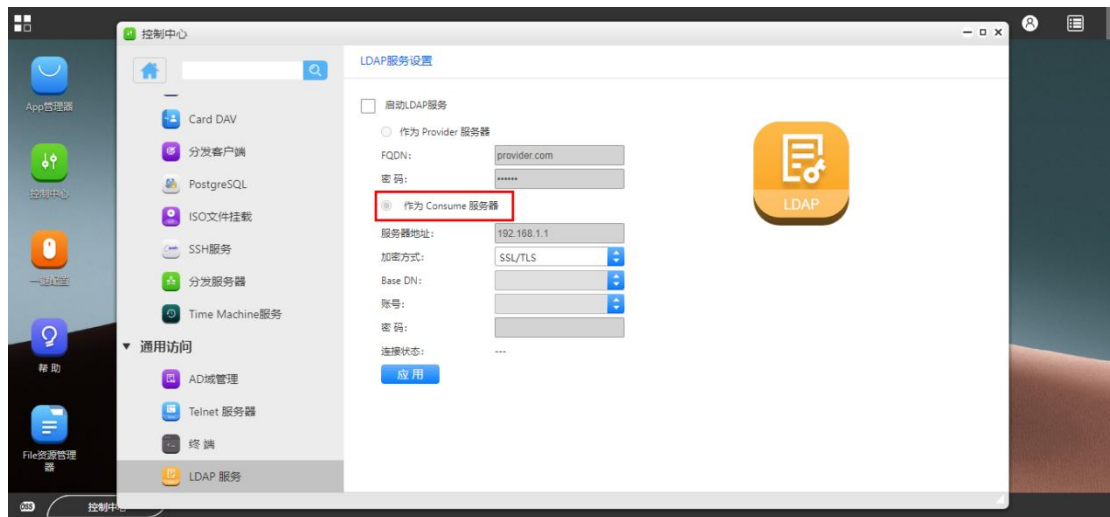 控制中心
App管理器
控制中心
一键配置
帮 助
File资源管理
器
Card DAV
分发客户端
PostgreSQL
ISO文件挂载
SSH服务
分发服务器
Time Machine服务
通用访问
AD域管理
Telnet 服务器
终 端
LDAP 服务
LDAP服务设置
启动LDAP服务
作为 Provider 服务器
FQDN: provider.com
密 码: ••••••
作为 Consume 服务器
服务器地址: 192.168.1.1
加密方式: SSL/TLS
Base DN:
账号:
密 码:
连接状态: ---
应 用
LDAP
控制中心